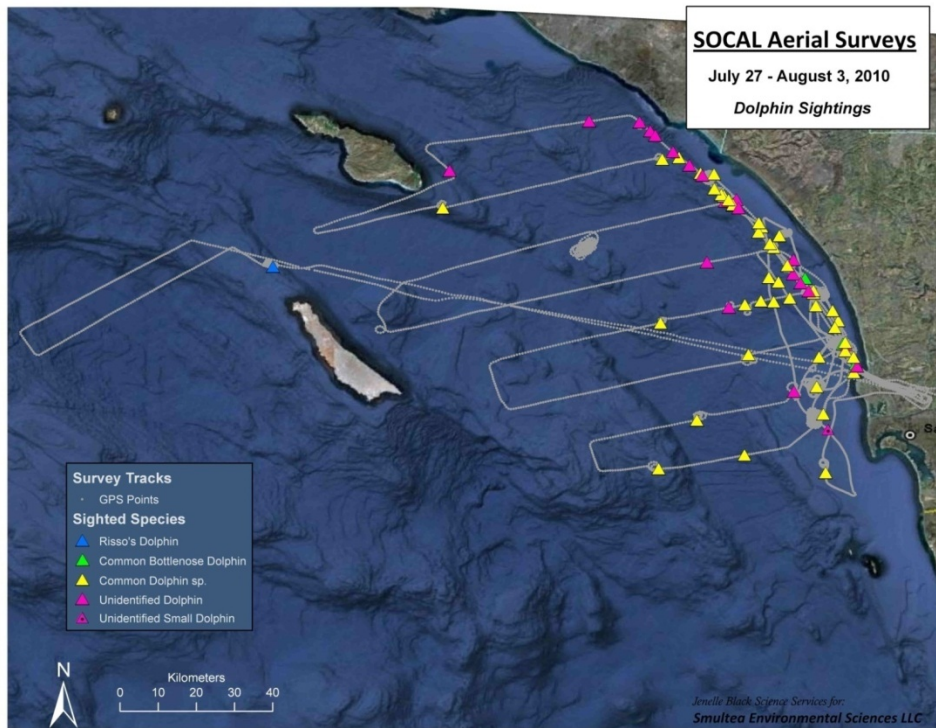 SOCAL Aerial Surveys
July 27 - August 3, 2010
Dolphin Sightings
Sa
Survey Tracks
GPS Points
Sighted Species
Risso's Dolphin
Common Bottlenose Dolphin
Common Dolphin sp.
Unidentified Dolphin
Unidentified Small Dolphin
N
Kilometers
0 10 20 40
Jenelle Black Science Services for:
Smultea Environmental Sciences LLC